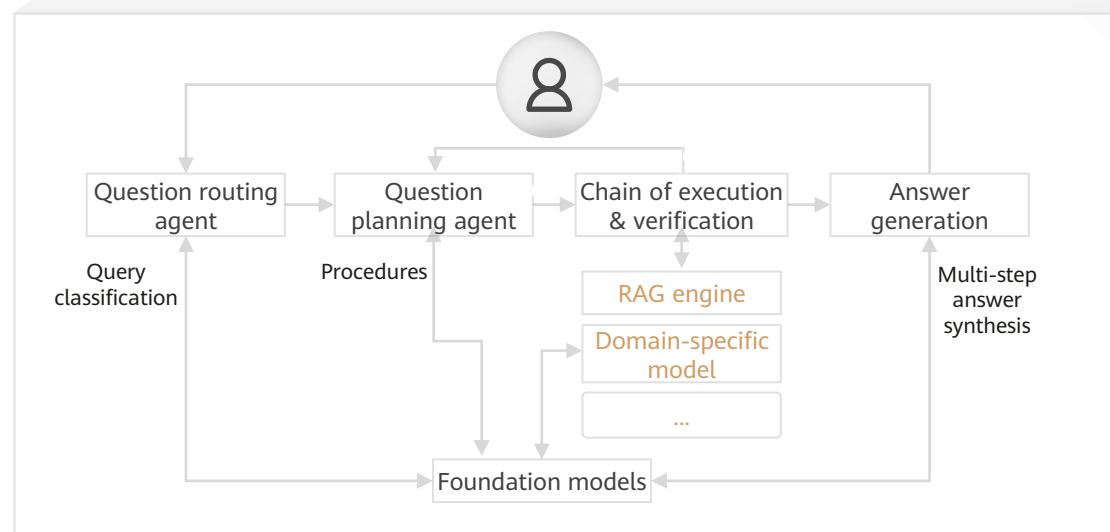 Question routing
agent
Question
planning agent
Chain of execution
& verification
Answer
generation
Query
classification
Procedures
RAG engine
Multi-step
answer
synthesis
Domain-specific
model
...
Foundation models